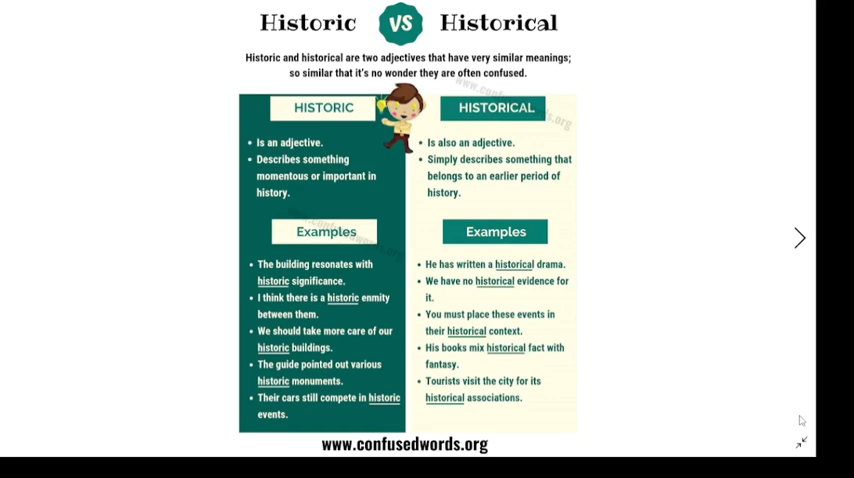 Historic VS Historical
Historic and historical are two adjectives that have very similar meanings;
so similar that it's no wonder they are often confused.
HISTORIC
• Is an adjective.
• Describes something
momentous or important in
history.
Examples
• The building resonates with
historic significance.
• I think there is a historic enmity
between them.
• We should take more care of our
historic buildings.
• The guide pointed out various
historic monuments.
• Their cars still compete in historic
events.
HISTORICAL
• Is also an adjective.
• Simply describes something that
belongs to an earlier period of
history.
Examples
• He has written a historical drama.
• We have no historical evidence for
it.
• You must place these events in
their historical context.
• His books mix historical fact with
fantasy.
• Tourists visit the city for its
historical associations.
www.confusedwords.org